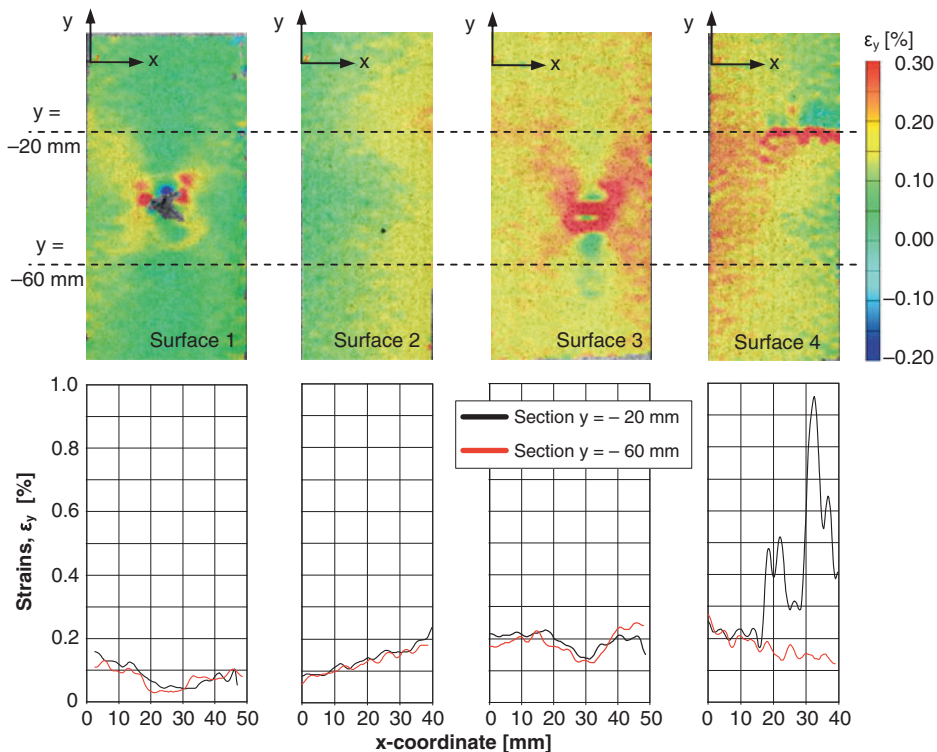 y y y y
x x x x
εy [%]
0.30
0.20
0.10
0.00
−0.10
−0.20
y =
−20 mm
y =
−60 mm
Surface 1 Surface 2 Surface 3 Surface 4
Strains, εy [%]
1.0
0.8
0.6
0.4
0.2
0
Section y = − 20 mm
Section y = − 60 mm
0 10 20 30 40 50 0 10 20 30 40 0 10 20 30 40 50 0 10 20 30 40
x-coordinate [mm]